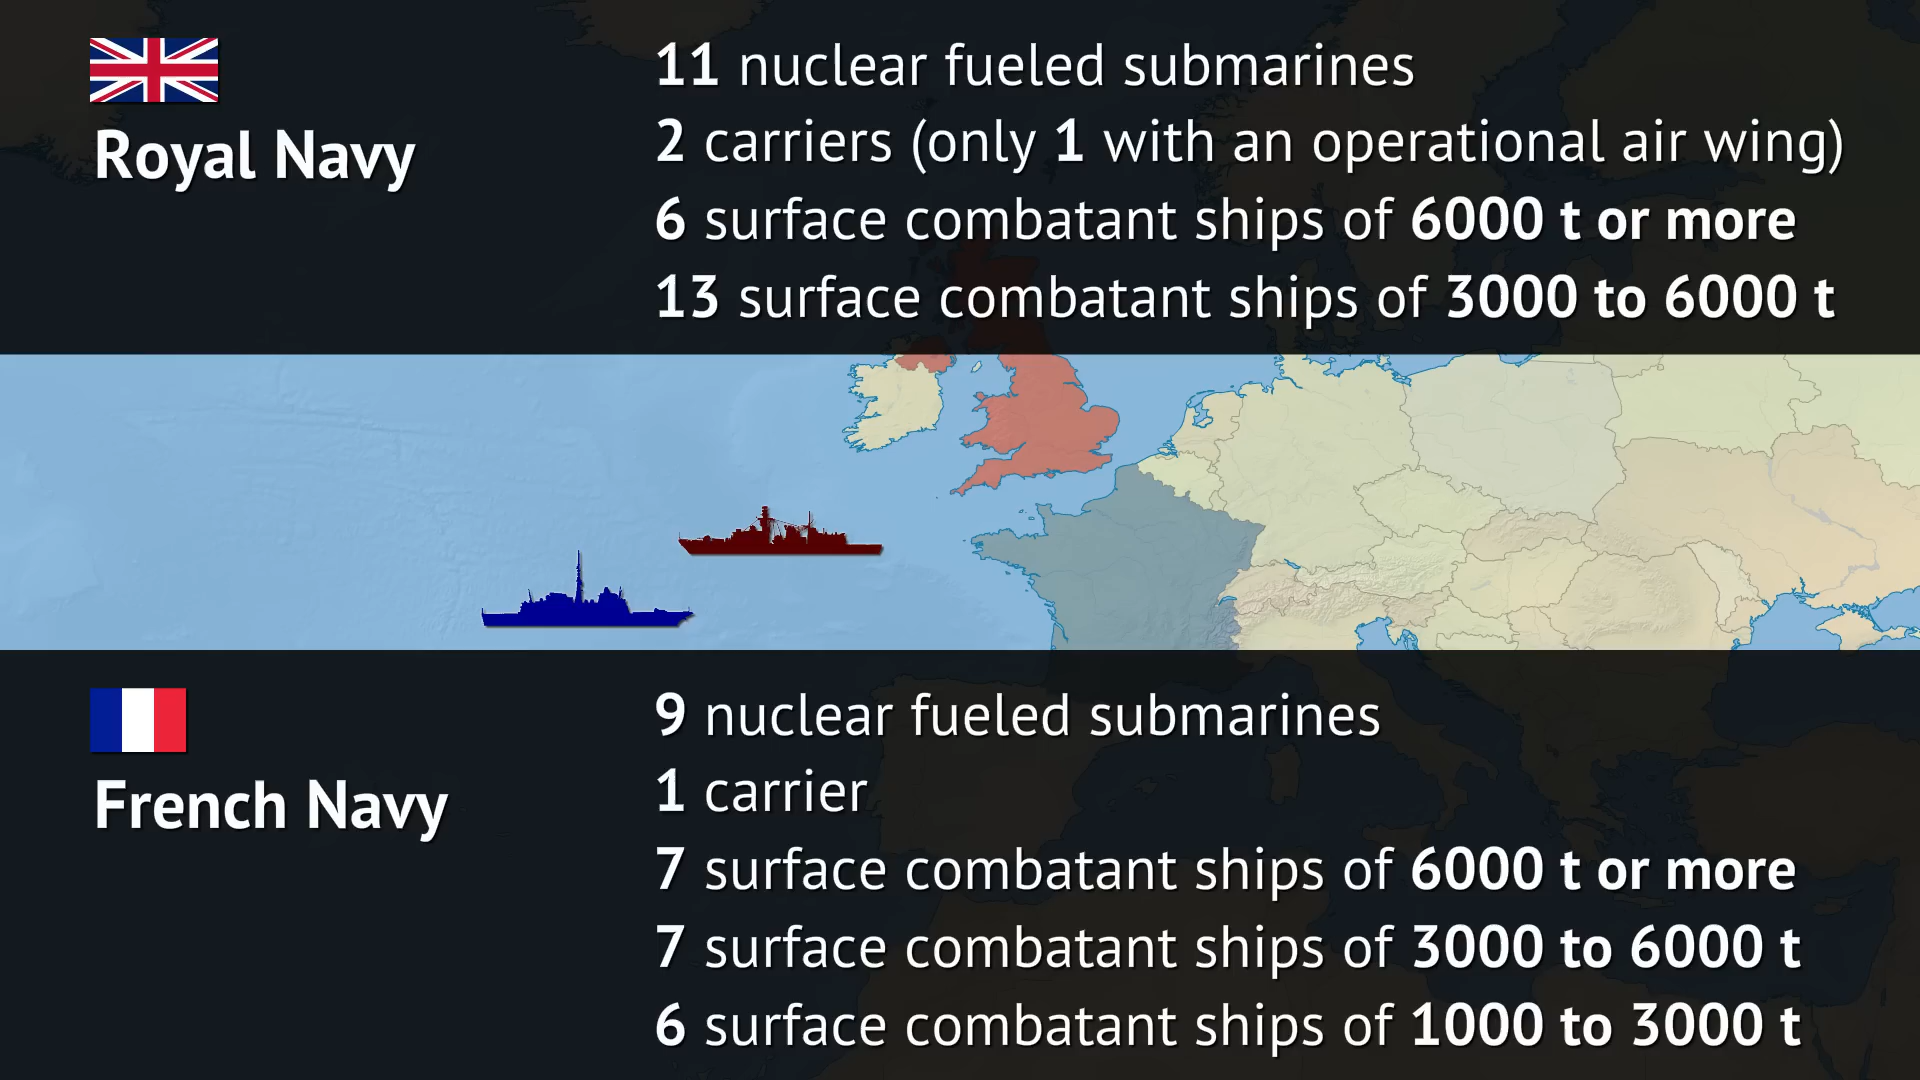 Royal Navy
11 nuclear fueled submarines
2 carriers (only 1 with an operational air wing)
6 surface combatant ships of 6000 t or more
13 surface combatant ships of 3000 to 6000 t
French Navy
9 nuclear fueled submarines
1 carrier
7 surface combatant ships of 6000 t or more
7 surface combatant ships of 3000 to 6000 t
6 surface combatant ships of 1000 to 3000 t